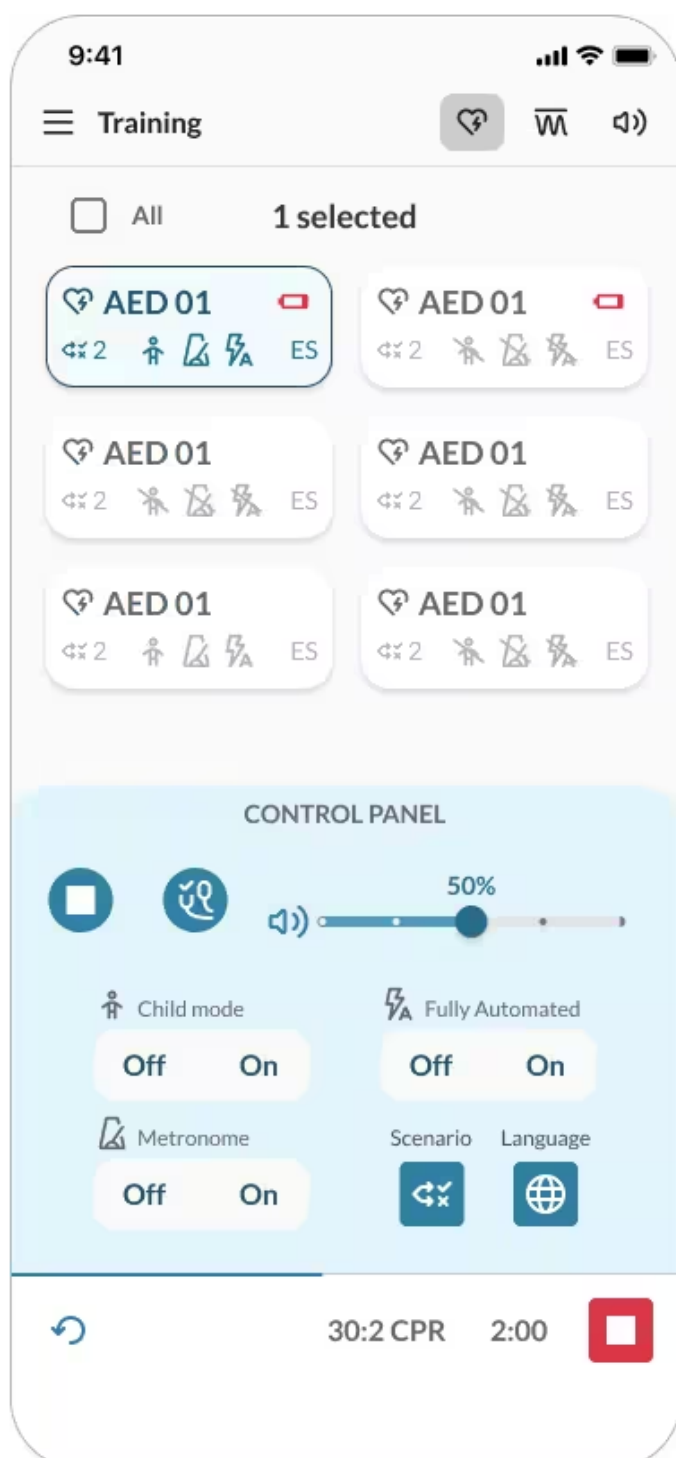 9:41
Training
All 1 selected
AED 01
2 ES
AED 01
2 ES
AED 01
2 ES
AED 01
2 ES
AED 01
2 ES
AED 01
2 ES
CONTROL PANEL
50%
Child mode
Off On
Fully Automated
Off On
Metronome
Off On
Scenario Language
30:2 CPR 2:00